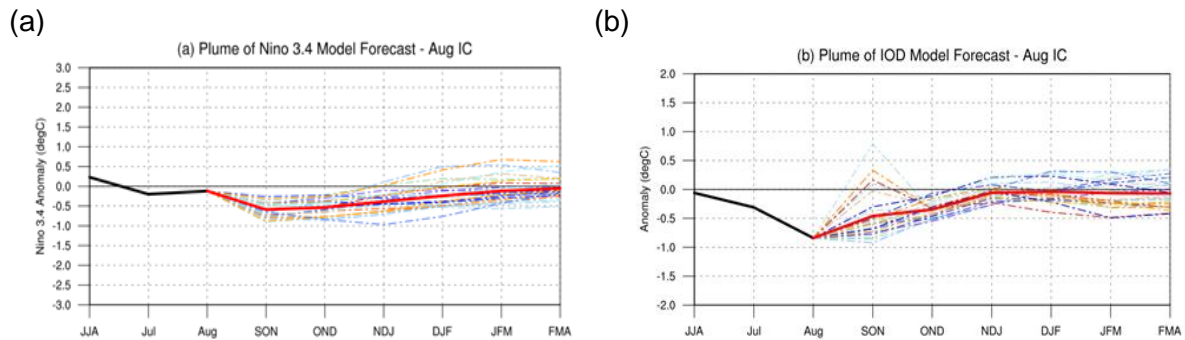 (a)
(a) Plume of Nino 3.4 Model Forecast - Aug IC
Nino 3.4 Anomaly (degC)
3.0
2.5
2.0
1.5
1.0
0.5
0.0
-0.5
-1.0
-1.5
-2.0
-2.5
-3.0
JJA Jul Aug SON OND NDJ DJF JFM FMA
(b)
(b) Plume of IOD Model Forecast - Aug IC
Anomaly (degC)
2.0
1.5
1.0
0.5
0.0
-0.5
-1.0
-1.5
-2.0
JJA Jul Aug SON OND NDJ DJF JFM FMA